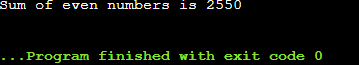 Sum of even numbers is 2550
...Program finished with exit code 0